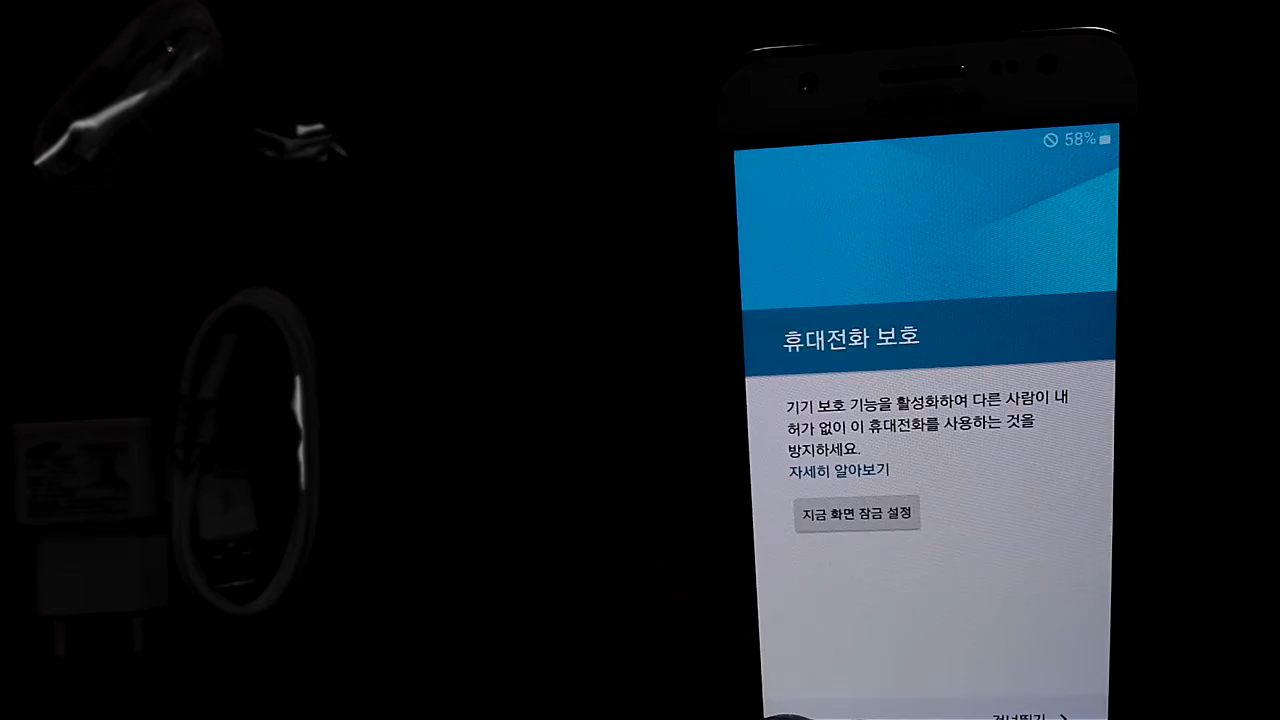 58%
휴대전화 보호
기기 보호 기능을 활성화하여 다른 사람이 내
허가 없이 이 휴대전화를 사용하는 것을
방지하세요.
자세히 알아보기
지금 화면 잠금 설정